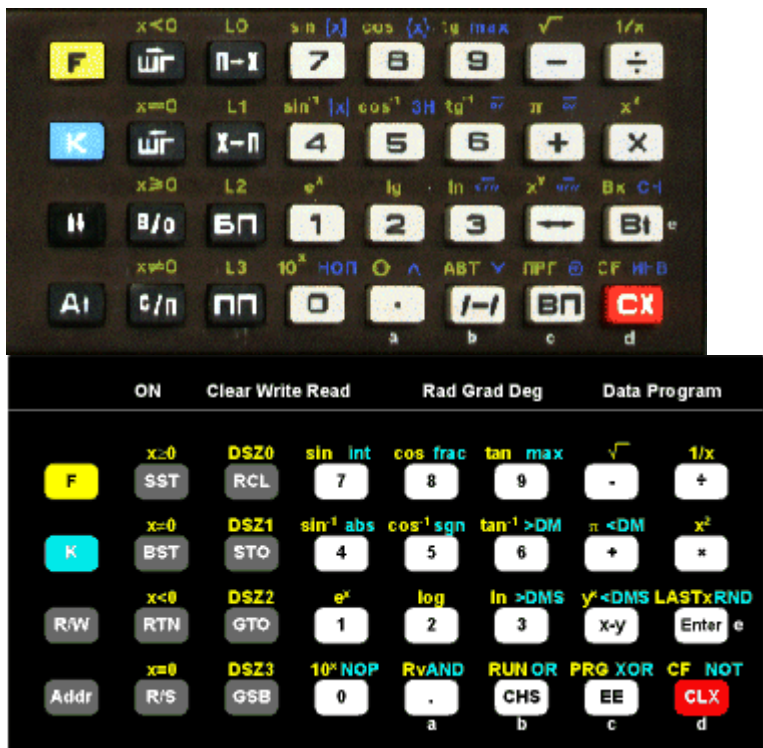 x<0 L0 sin [x] cos {x} tg max √ 1/x
F ШГ П→X 7 8 9 − ÷
x=0 L1 sin⁻¹ |x| cos⁻¹ ЗН tg⁻¹ π x²
K ШГ X→П 4 5 6 + ×
x≥0 L2 eˣ lg ln xʸ Bx СЧ
В/О БП 1 2 3 ↔ В↑ e
x≠0 L3 10ˣ НОП ∧ АВТ ∨ ПРГ ⊕ CF ИНВ
А↑ С/П ПП 0 . /-/ ВП CX
a b c d
ON Clear Write Read Rad Grad Deg Data Program
x≥0 DSZ0 sin int cos frac tan max √ 1/x
F SST RCL 7 8 9 - ÷
x≠0 DSZ1 sin⁻¹ abs cos⁻¹ sgn tan⁻¹ >DM π <DM x²
K BST STO 4 5 6 + ×
x<0 DSZ2 eˣ log ln >DMS yˣ <DMS LASTx RND
R/W RTN GTO 1 2 3 x-y Enter e
x=0 DSZ3 10ˣ NOP Rv AND RUN OR PRG XOR CF NOT
Addr R/S GSB 0 . CHS EE CLX
a b c d